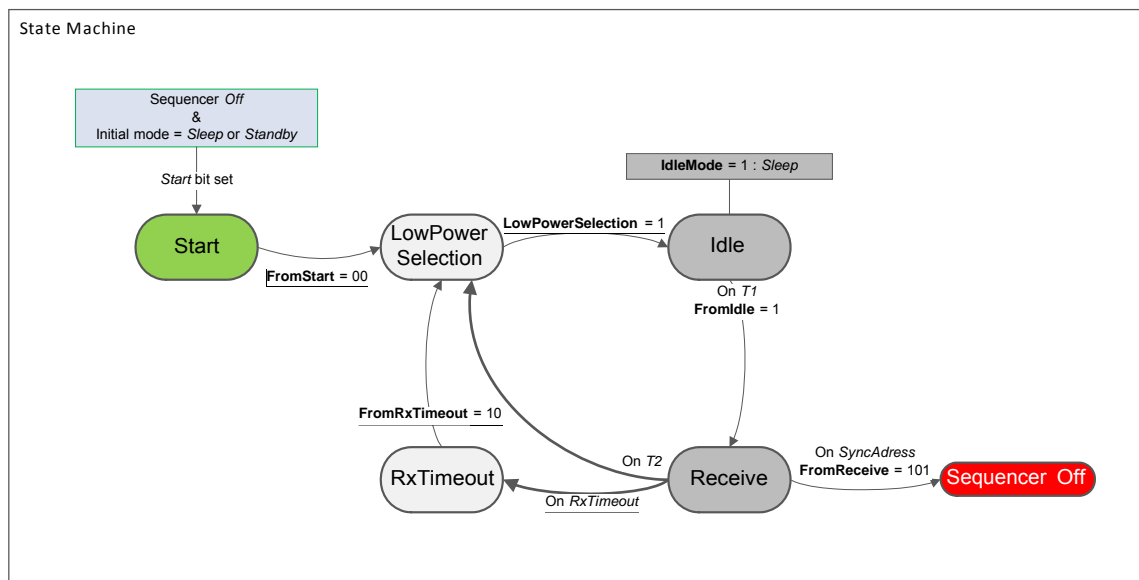 State Machine
Sequencer Off
&
Initial mode = Sleep or Standby
Start bit set
IdleMode = 1 : Sleep
Start
FromStart = 00
LowPower
Selection
LowPowerSelection = 1
Idle
On T1
FromIdle = 1
FromRxTimeout = 10
RxTimeout
On T2
On RxTimeout
Receive
On SyncAdress
FromReceive = 101
Sequencer Off